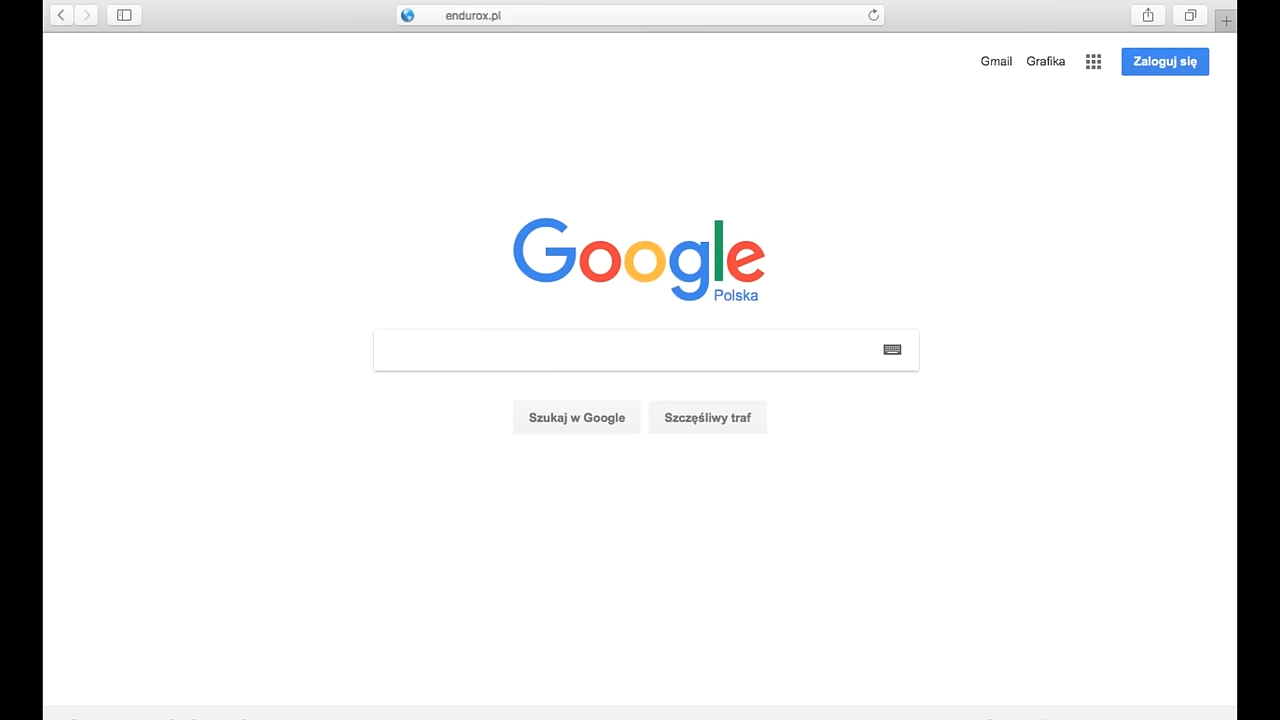 endurox.pl
Gmail Grafika Zaloguj się
Google
Polska
Szukaj w Google Szczęśliwy traf